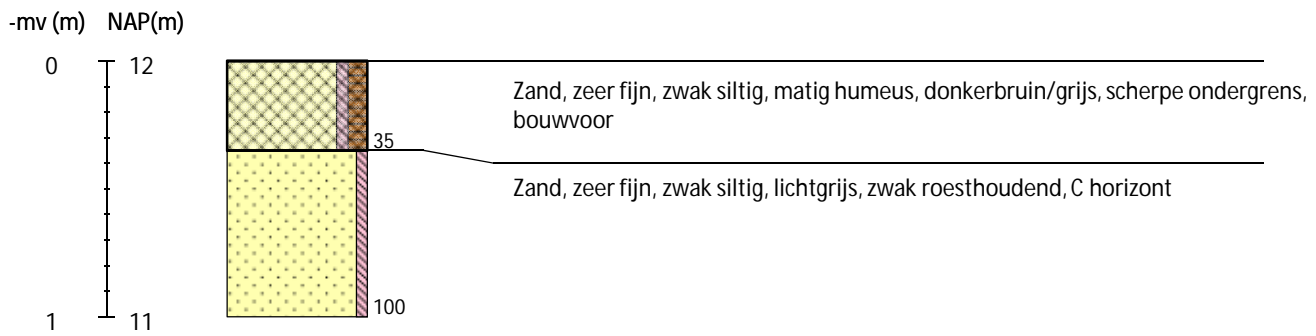 -mv (m) NAP(m)
0 12
Zand, zeer fijn, zwak siltig, matig humeus, donkerbruin/grijs, scherpe ondergrens,
bouwvoor
35
Zand, zeer fijn, zwak siltig, lichtgrijs, zwak roesthoudend, C horizont
100
1 11